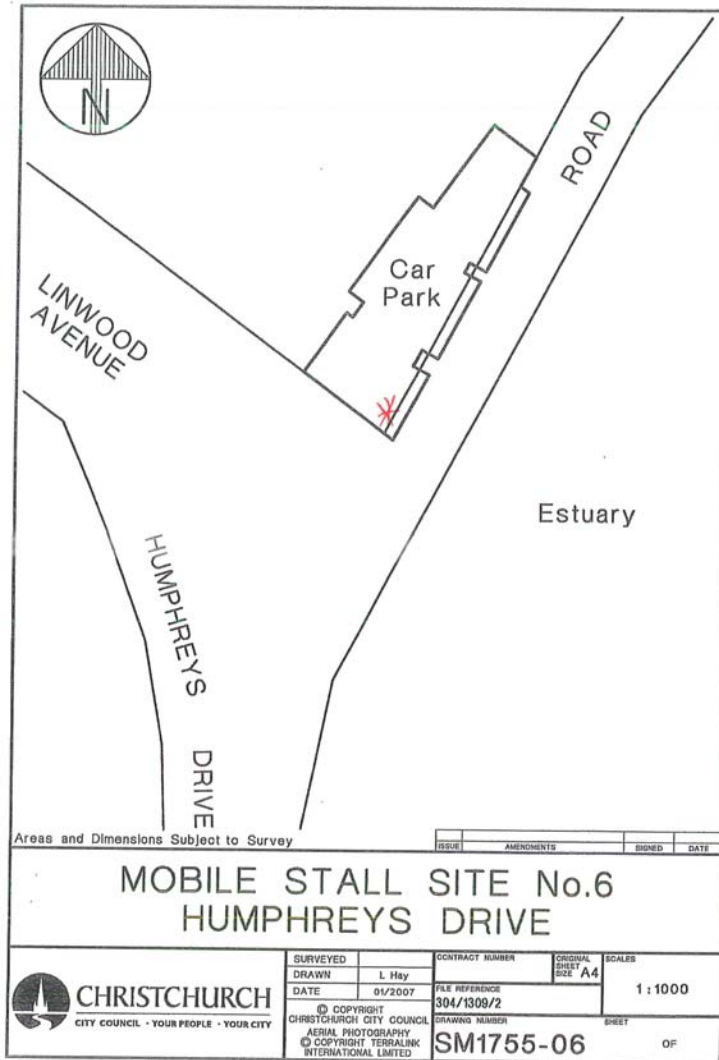 N
ROAD
Car
Park
LINWOOD
AVENUE
Estuary
HUMPHREYS
DRIVE
Areas and Dimensions Subject to Survey
ISSUE AMENDMENTS SIGNED DATE
MOBILE STALL SITE No.6
HUMPHREYS DRIVE
CHRISTCHURCH
CITY COUNCIL · YOUR PEOPLE · YOUR CITY
SURVEYED
DRAWN L Hay
DATE 01/2007
© COPYRIGHT
CHRISTCHURCH CITY COUNCIL
AERIAL PHOTOGRAPHY
© COPYRIGHT TERRALINK
INTERNATIONAL LIMITED
CONTRACT NUMBER
ORIGINAL
SHEET
SIZE A4
SCALES
1:1000
FILE REFERENCE
304/1309/2
DRAWING NUMBER
SM1755-06
SHEET
OF